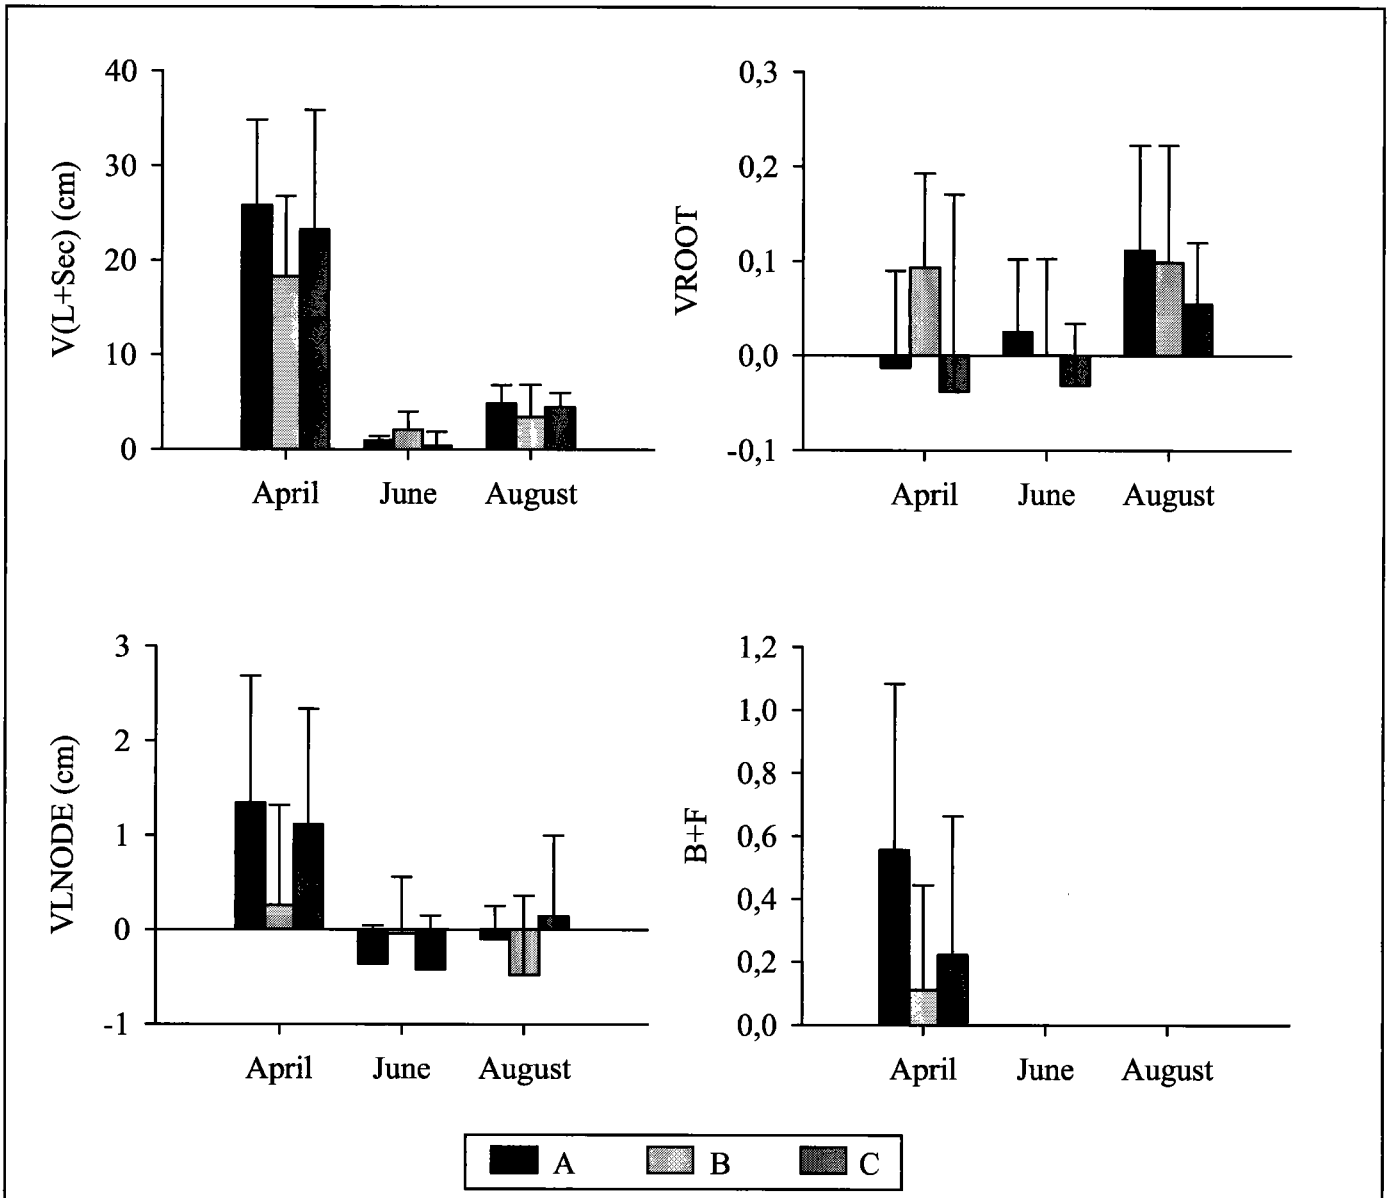 40
30
20
10
0
V(L+Sec) (cm)
April June August
0,3
0,2
0,1
0,0
-0,1
VROOT
April June August
3
2
1
0
-1
VLNODE (cm)
April June August
1,2
1,0
0,8
0,6
0,4
0,2
0,0
B+F
April June August
A B C